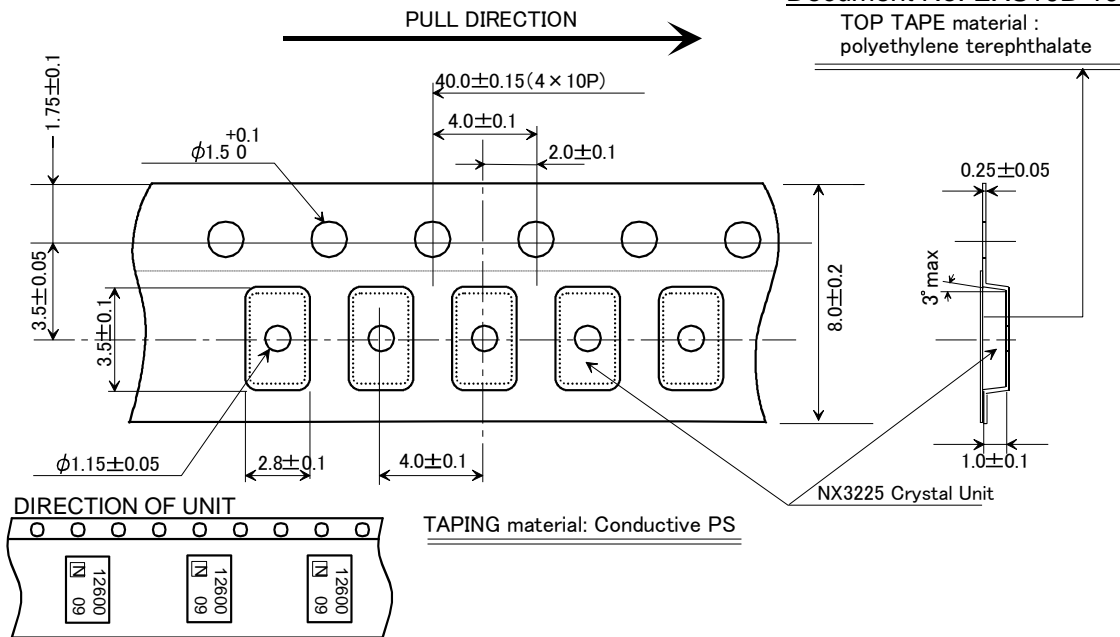 PULL DIRECTION
TOP TAPE material :
polyethylene terephthalate
1.75±0.1
40.0±0.15(4×10P)
4.0±0.1
+0.1
φ1.5 0
2.0±0.1
0.25±0.05
3.5±0.05
3.5±0.1
8.0±0.2
3°max
φ1.15±0.05
2.8±0.1
4.0±0.1
1.0±0.1
NX3225 Crystal Unit
DIRECTION OF UNIT
TAPING material: Conductive PS
12600
N 09
12600
N 09
12600
N 09